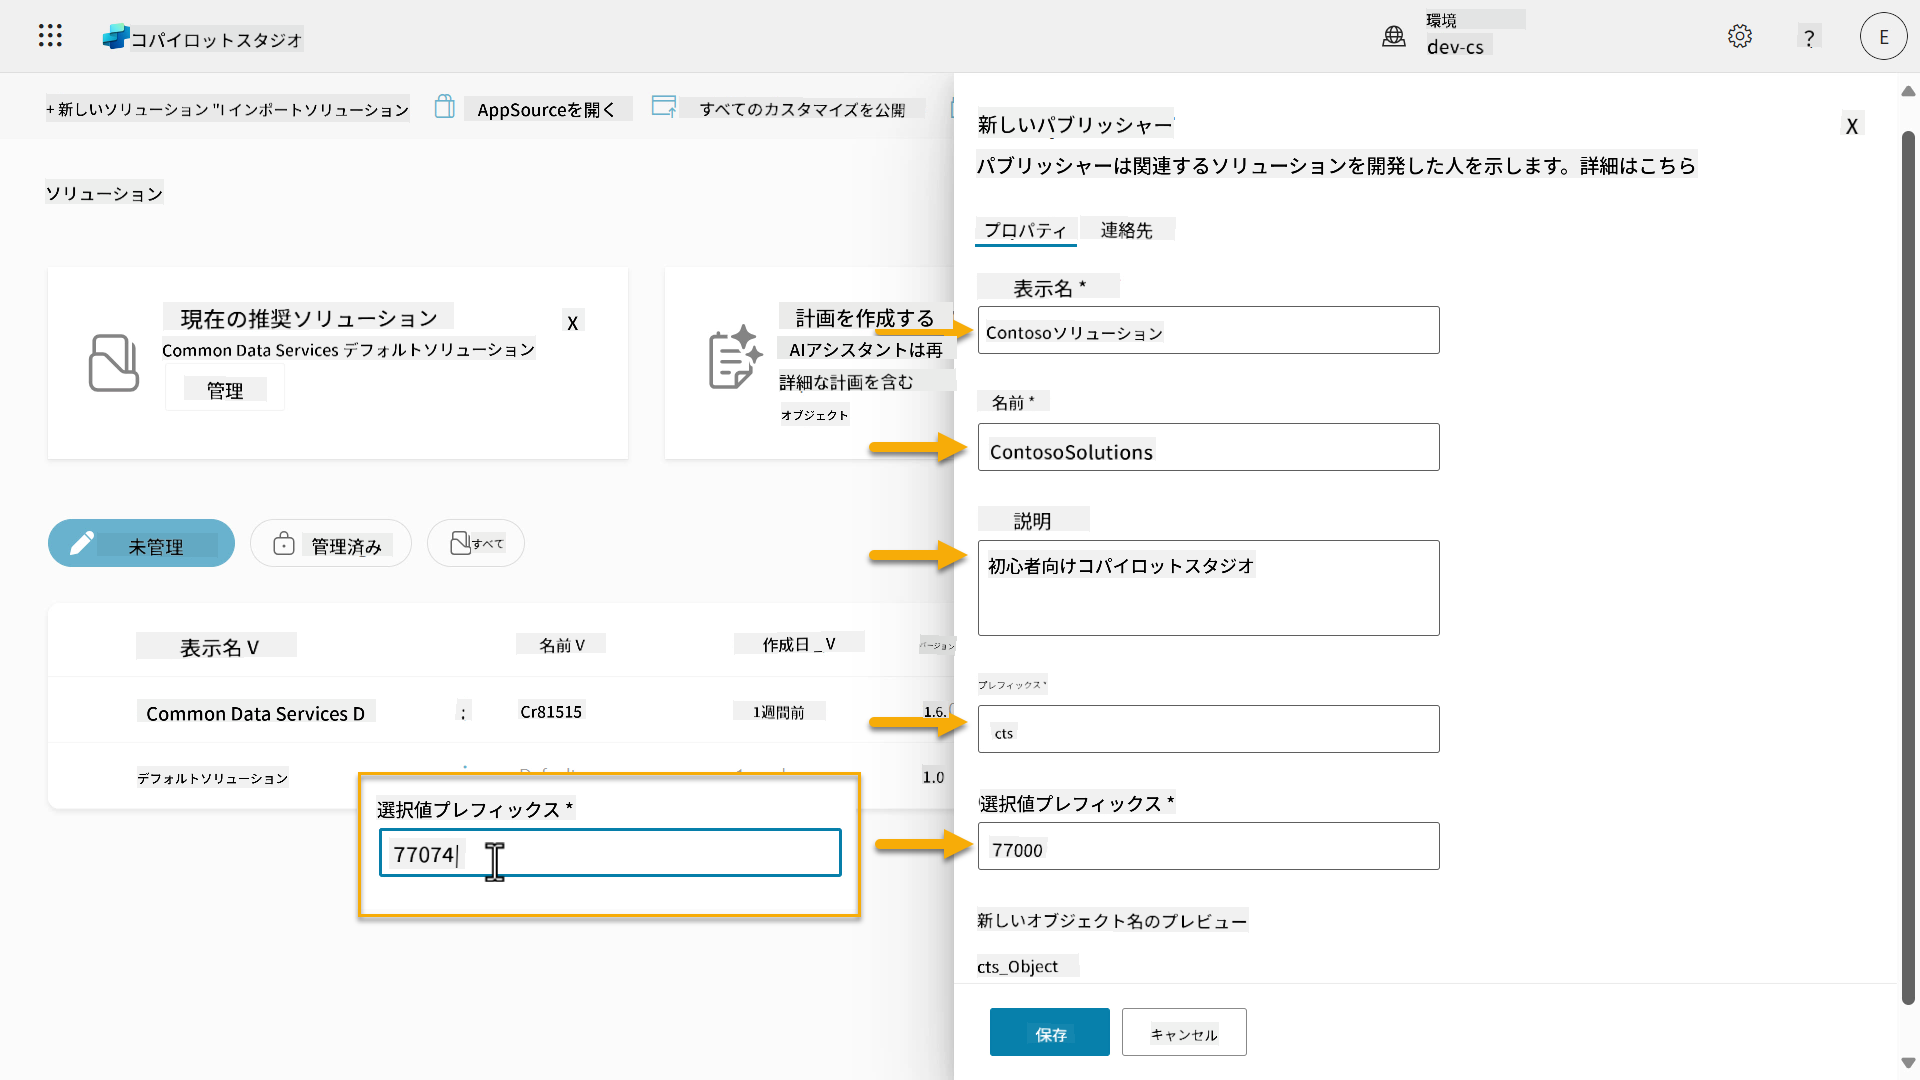 コパイロットスタジオ
環境
dev-cs
?
E
+ 新しいソリューション "I インポートソリューション
AppSourceを開く
すべてのカスタマイズを公開
ソリューション
現在の推奨ソリューション
X
Common Data Services デフォルトソリューション
管理
計画を作成する
AIアシスタントは再
詳細な計画を含む
オブジェクト
未管理
管理済み
すべて
表示名 V
名前 V
作成日 _ V
バージョン
Common Data Services D
:
Cr81515
1週間前
1.6.
デフォルトソリューション
1.0
選択値プレフィックス *
77074
新しいパブリッシャー
X
パブリッシャーは関連するソリューションを開発した人を示します。詳細はこちら
プロパティ
連絡先
表示名 *
Contosoソリューション
名前 *
ContosoSolutions
説明
初心者向けコパイロットスタジオ
プレフィックス *
cts
選択値プレフィックス *
77000
新しいオブジェクト名のプレビュー
cts_Object
保存
キャンセル